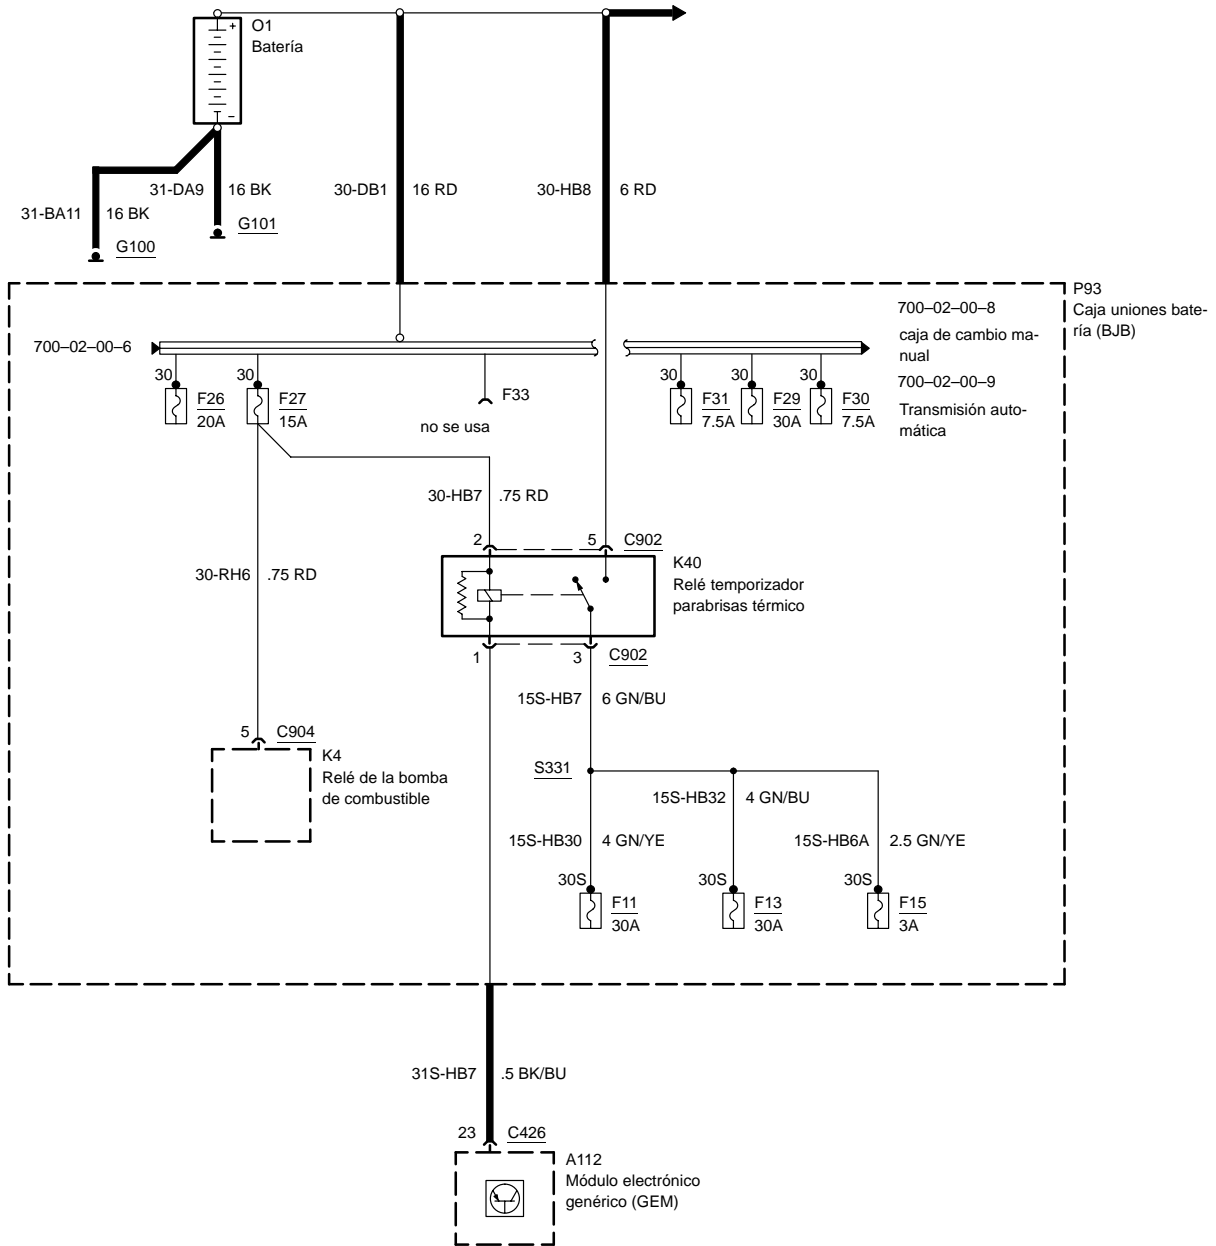 O1
Batería
31-DA9 16 BK
30-DB1 16 RD
30-HB8 6 RD
31-BA11 16 BK
G101
G100
P93
Caja uniones bate-
ría (BJB)
700–02–00–8
caja de cambio ma-
nual
700–02–00–9
Transmisión auto-
mática
700–02–00–6
30 F26
20A
30 F27
15A
F33
no se usa
30 F31
7.5A
30 F29
30A
30 F30
7.5A
30-HB7 .75 RD
2 5 C902
K40
Relé temporizador
parabrisas térmico
30-RH6 .75 RD
1 3 C902
15S-HB7 6 GN/BU
5 C904
K4
Relé de la bomba
de combustible
S331
15S-HB32 4 GN/BU
15S-HB30 4 GN/YE
15S-HB6A 2.5 GN/YE
30S F11
30A
30S F13
30A
30S F15
3A
31S-HB7 .5 BK/BU
23 C426
A112
Módulo electrónico
genérico (GEM)
+
−